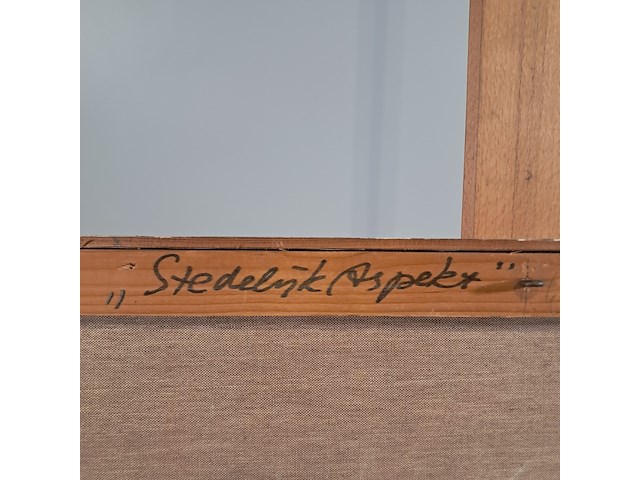 „Stedelijk Aspekt" =